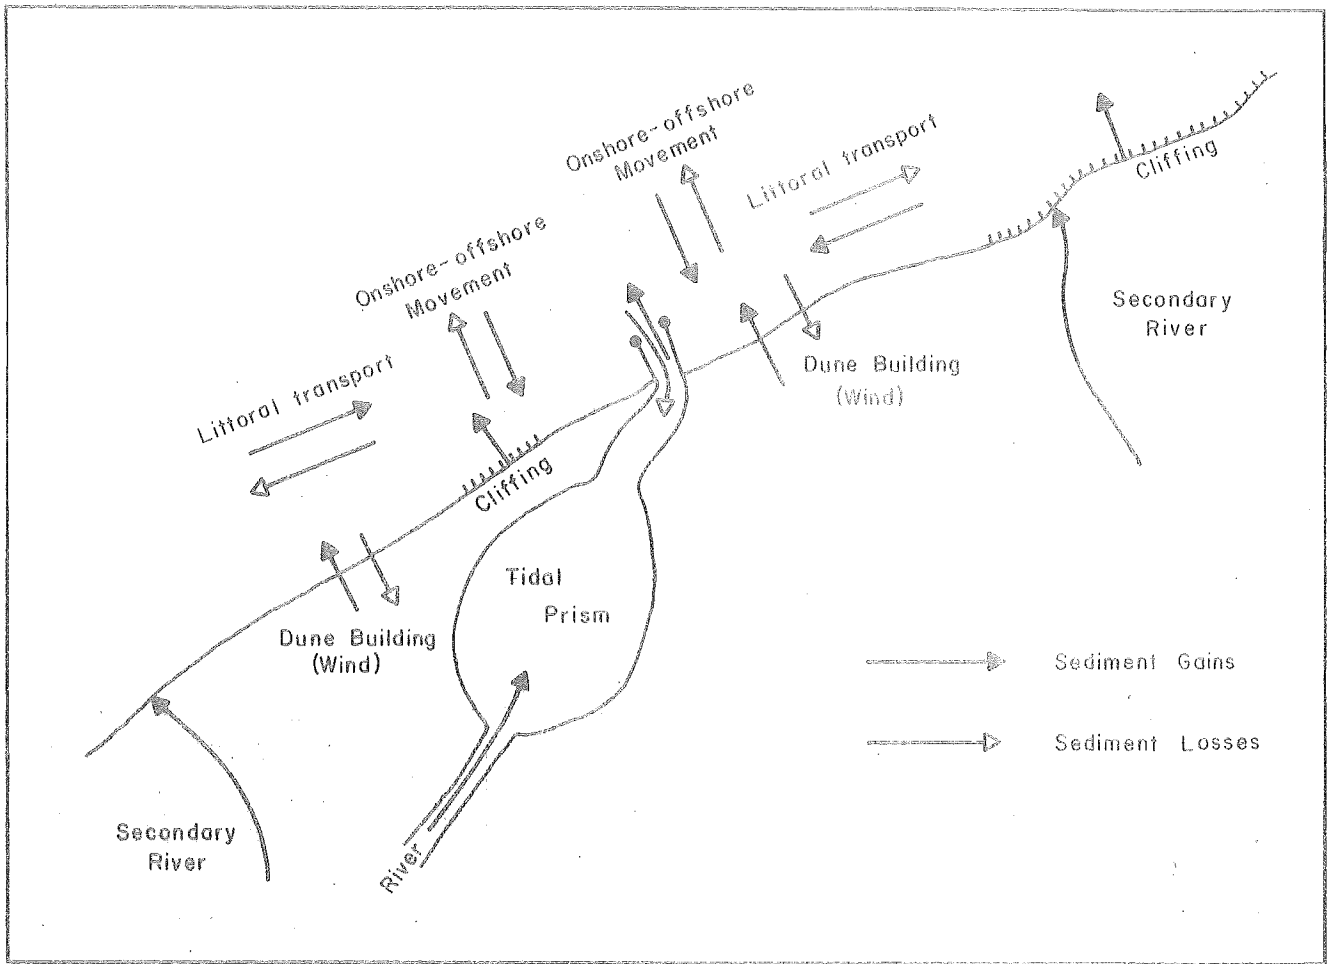 Onshore-offshore
Movement
Littoral transport
Cliffing
Onshore-offshore
Movement
Secondary
River
Littoral transport
Dune Building
(Wind)
Cliffing
Tidal
Prism
Dune Building
(Wind)
Sediment Gains
Sediment Losses
Secondary
River
River